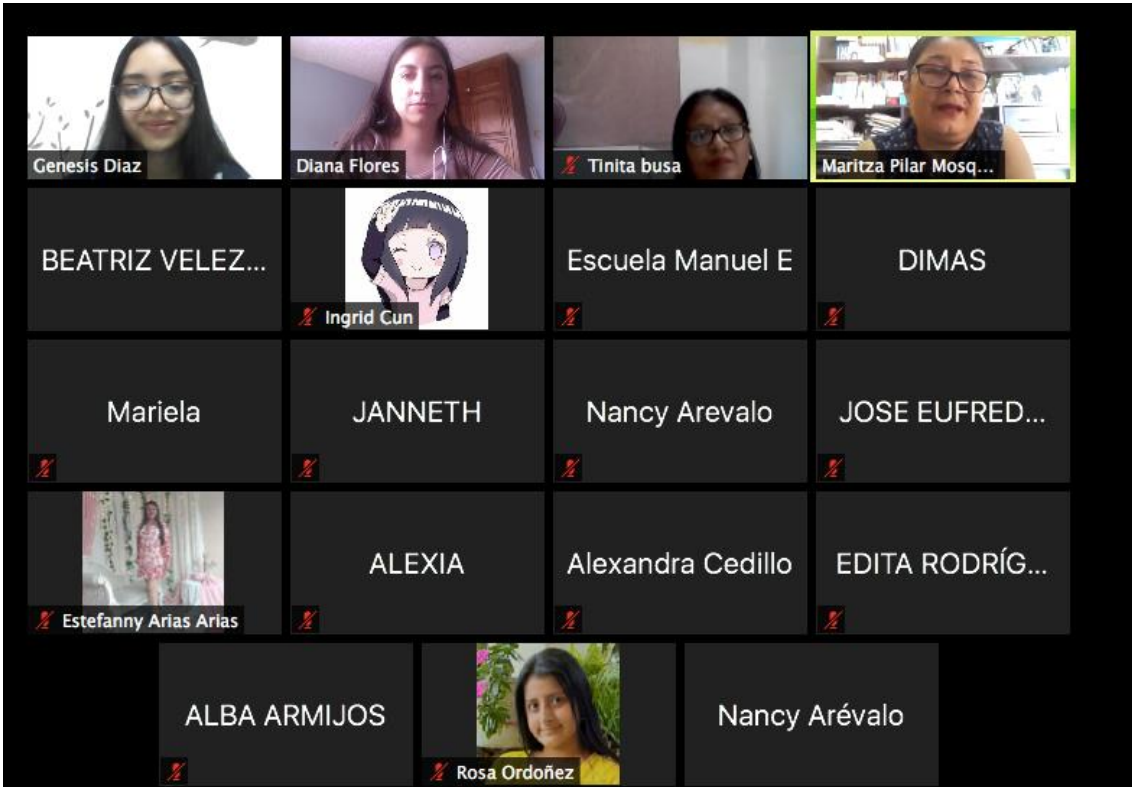 Genesis Diaz
Diana Flores
Tinita busa
Maritza Pilar Mosq...
BEATRIZ VELEZ...
Ingrid Cun
Escuela Manuel E
DIMAS
Mariela
JANNETH
Nancy Arevalo
JOSE EUFRED...
Estefanny Arias Arias
ALEXIA
Alexandra Cedillo
EDITA RODRÍG...
ALBA ARMIJOS
Rosa Ordoñez
Nancy Arévalo